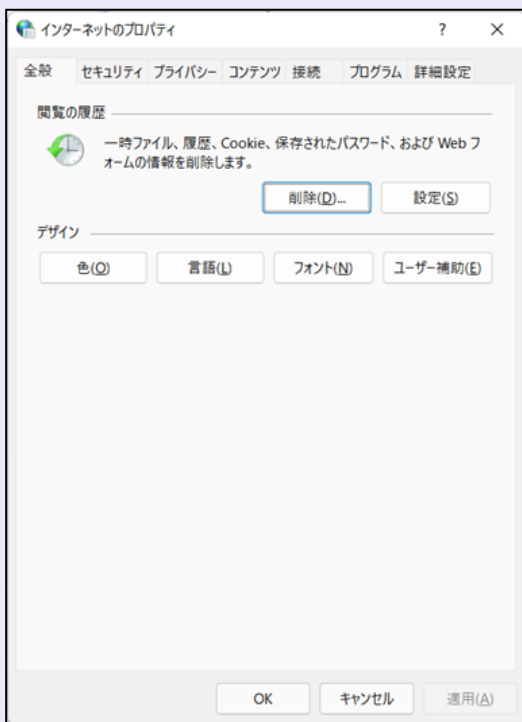 インターネットのプロパティ ? ×
全般 セキュリティ プライバシー コンテンツ 接続 プログラム 詳細設定
閲覧の履歴
一時ファイル、履歴、Cookie、保存されたパスワード、および Web フ
ォームの情報を削除します。
削除(D)... 設定(S)
デザイン
色(O) 言語(L) フォント(N) ユーザー補助(E)
OK キャンセル 適用(A)